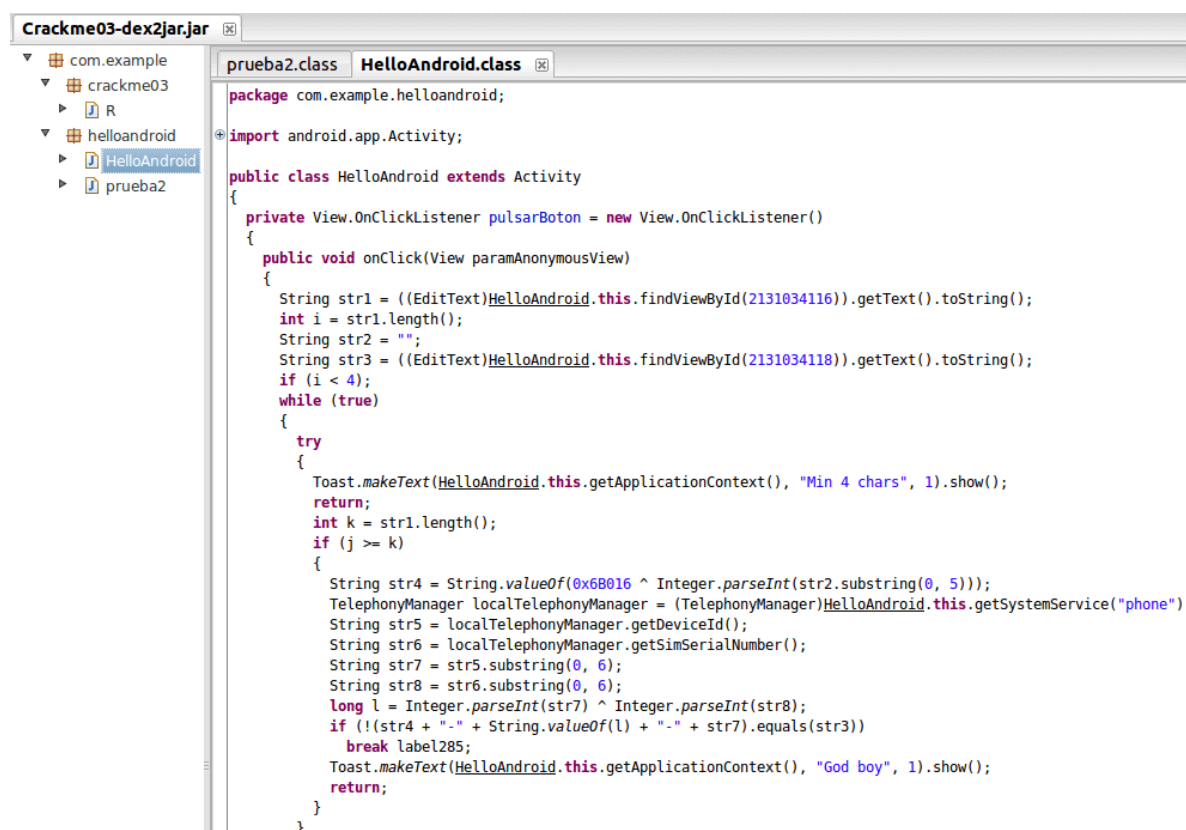 Crackme03-dex2jar.jar
com.example
crackme03
R
helloandroid
HelloAndroid
prueba2
prueba2.class HelloAndroid.class
package com.example.helloandroid;
import android.app.Activity;
public class HelloAndroid extends Activity
{
private View.OnClickListener pulsarBoton = new View.OnClickListener()
{
public void onClick(View paramAnonymousView)
{
String str1 = ((EditText)HelloAndroid.this.findViewById(2131034116)).getText().toString();
int i = str1.length();
String str2 = "";
String str3 = ((EditText)HelloAndroid.this.findViewById(2131034118)).getText().toString();
if (i < 4);
while (true)
{
try
{
Toast.makeText(HelloAndroid.this.getApplicationContext(), "Min 4 chars", 1).show();
return;
int k = str1.length();
if (j >= k)
{
String str4 = String.valueOf(0x6B016 ^ Integer.parseInt(str2.substring(0, 5)));
TelephonyManager localTelephonyManager = (TelephonyManager)HelloAndroid.this.getSystemService("phone")
String str5 = localTelephonyManager.getDeviceId();
String str6 = localTelephonyManager.getSimSerialNumber();
String str7 = str5.substring(0, 6);
String str8 = str6.substring(0, 6);
long l = Integer.parseInt(str7) ^ Integer.parseInt(str8);
if (!(str4 + "-" + String.valueOf(l) + "-" + str7).equals(str3))
break label285;
Toast.makeText(HelloAndroid.this.getApplicationContext(), "God boy", 1).show();
return;
}
}